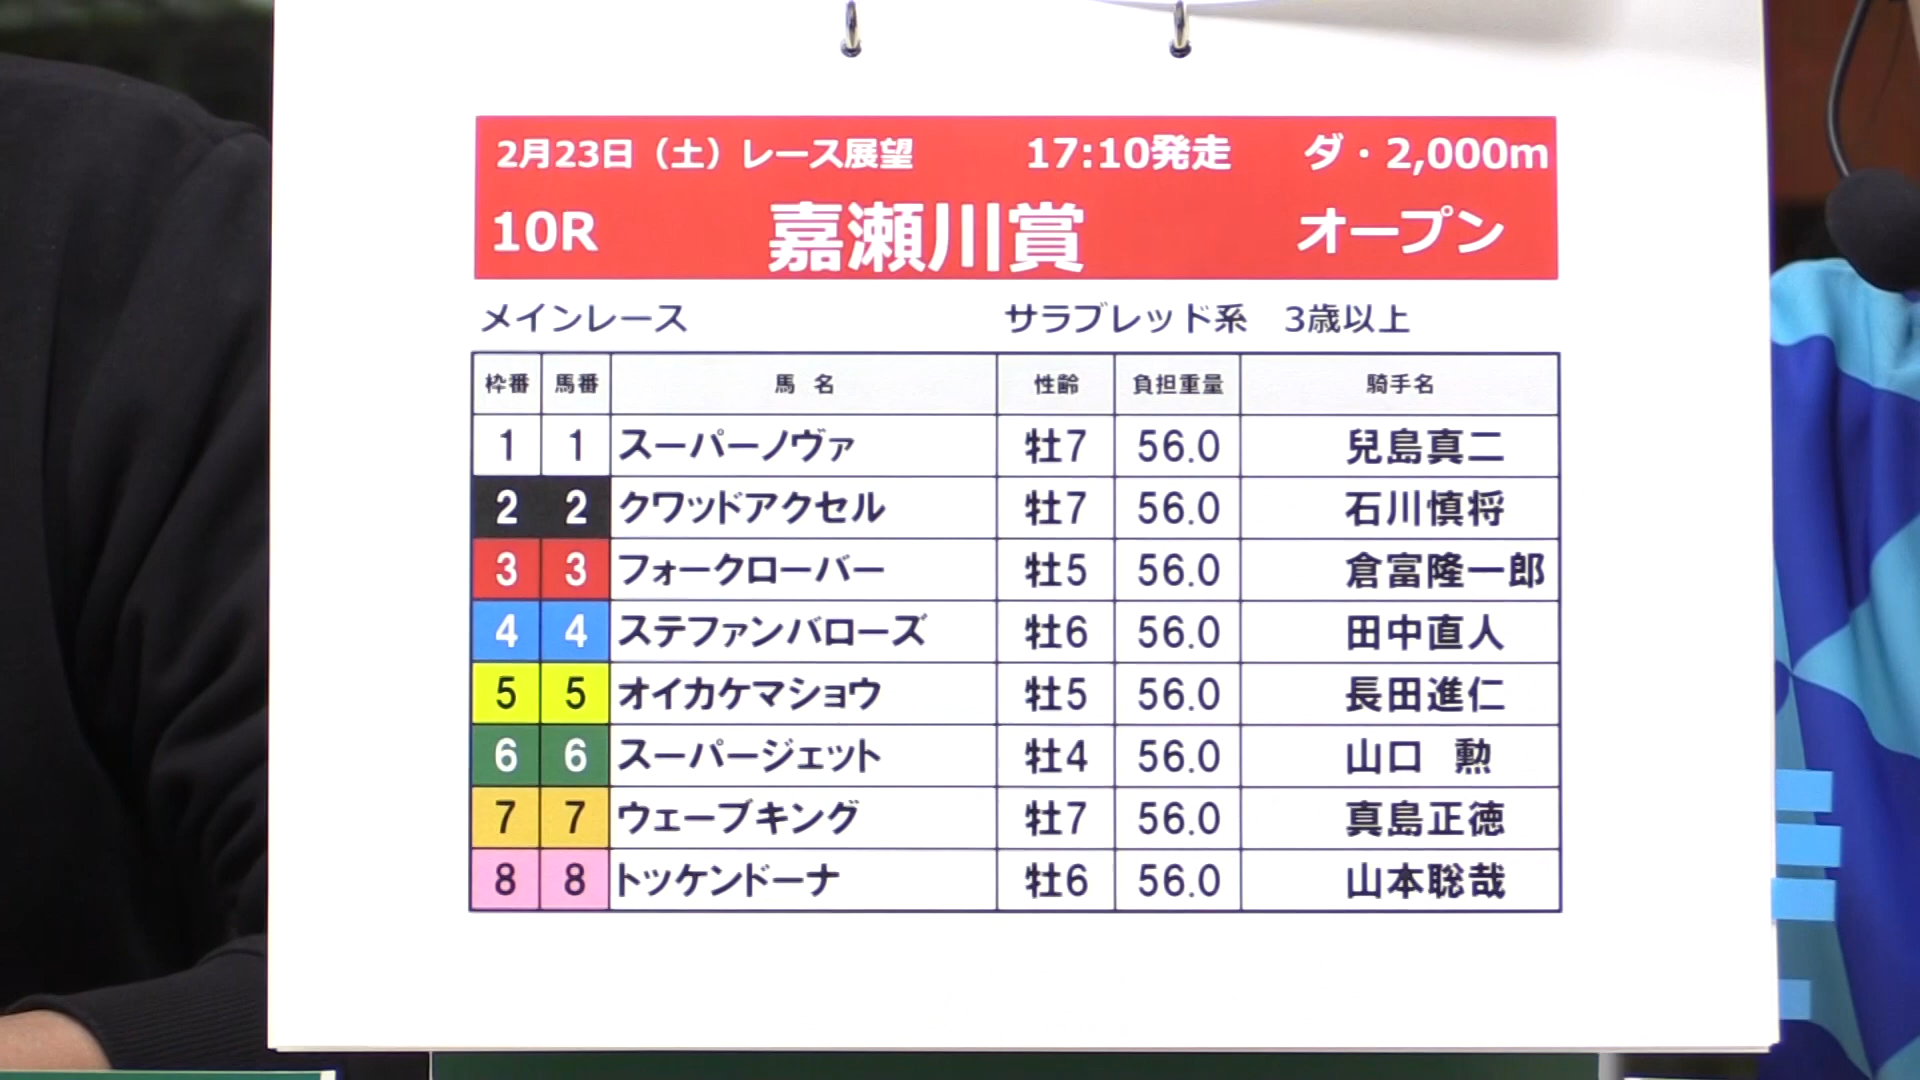 2月23日（土）レース展望 17:10発走 ダ・2,000m
10R 嘉瀬川賞 オープン
メインレース サラブレッド系 3歳以上
枠番 馬番 馬名 性齢 負担重量 騎手名
1 1 スーパーノヴァ 牡7 56.0 兒島真二
2 2 クワッドアクセル 牡7 56.0 石川慎将
3 3 フォークローバー 牡5 56.0 倉富隆一郎
4 4 ステファンバローズ 牡6 56.0 田中直人
5 5 オイカケマショウ 牡5 56.0 長田進仁
6 6 スーパージェット 牡4 56.0 山口 勲
7 7 ウェーブキング 牡7 56.0 真島正徳
8 8 トッケンドーナ 牡6 56.0 山本聡哉